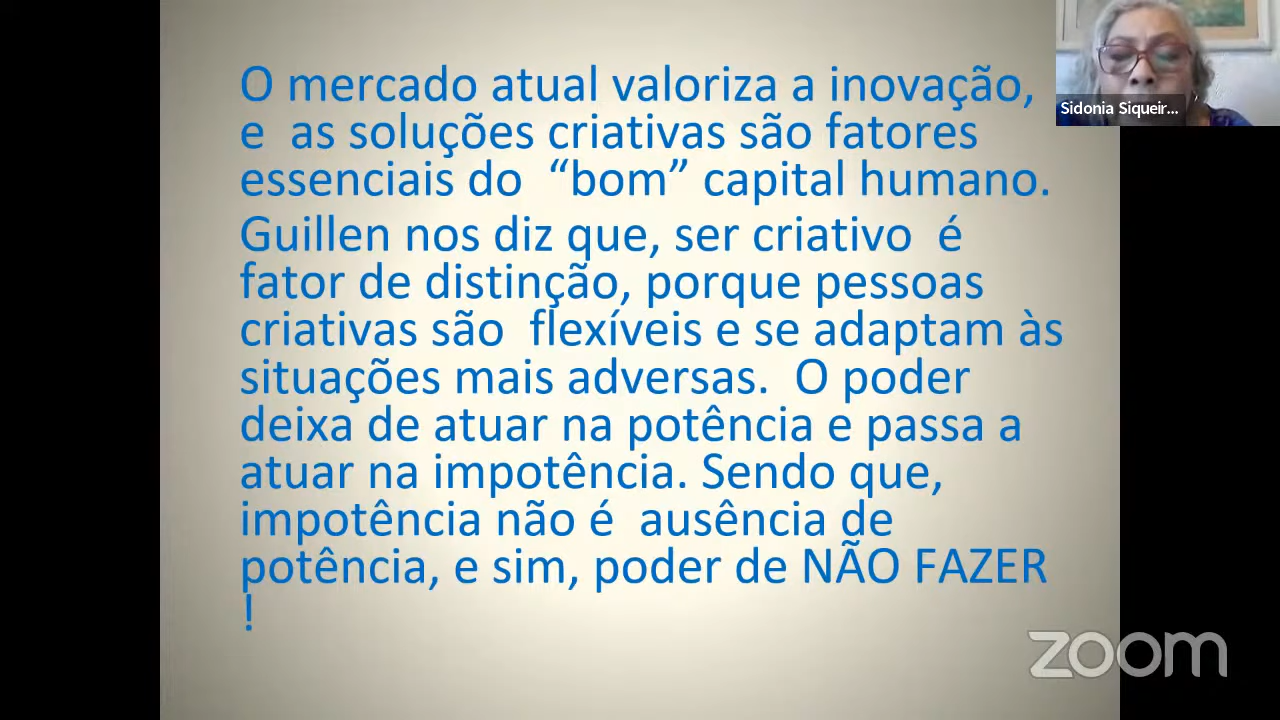 O mercado atual valoriza a inovação,
e as soluções criativas são fatores
essenciais do “bom” capital humano.
Guillen nos diz que, ser criativo é
fator de distinção, porque pessoas
criativas são flexíveis e se adaptam às
situações mais adversas. O poder
deixa de atuar na potência e passa a
atuar na impotência. Sendo que,
impotência não é ausência de
potência, e sim, poder de NÃO FAZER
!
Sidonia Siqueir...
zoom